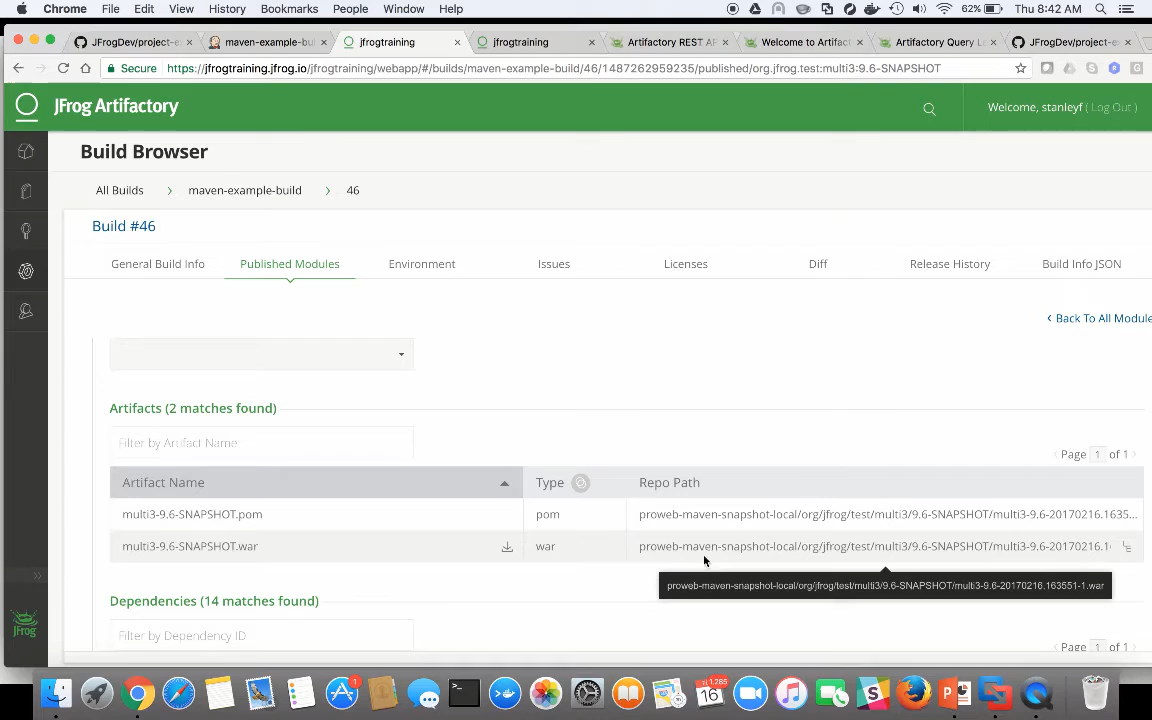 Chrome File Edit View History Bookmarks People Window Help 62% Thu 8:42 AM
JFrogDev/project-e maven-example-bu jfrogtraining jfrogtraining Artifactory REST AP Welcome to Artifac Artifactory Query L JFrogDev/project-e
Secure https://jfrogtraining.jfrog.io/jfrogtraining/webapp/#/builds/maven-example-build/46/1487262959235/published/org.jfrog.test:multi3:9.6-SNAPSHOT
JFrog Artifactory Welcome, stanleyf ( Log Out )
Build Browser
All Builds > maven-example-build > 46
Build #46
General Build Info Published Modules Environment Issues Licenses Diff Release History Build Info JSON
< Back To All Module
Artifacts (2 matches found)
Filter by Artifact Name
Page 1 of 1
Artifact Name Type Repo Path
multi3-9.6-SNAPSHOT.pom pom proweb-maven-snapshot-local/org/jfrog/test/multi3/9.6-SNAPSHOT/multi3-9.6-20170216.1635...
multi3-9.6-SNAPSHOT.war war proweb-maven-snapshot-local/org/jfrog/test/multi3/9.6-SNAPSHOT/multi3-9.6-20170216.1
proweb-maven-snapshot-local/org/jfrog/test/multi3/9.6-SNAPSHOT/multi3-9.6-20170216.163551-1.war
Dependencies (14 matches found)
Filter by Dependency ID
Page 1 of 1
JFrog
1 1,285 16